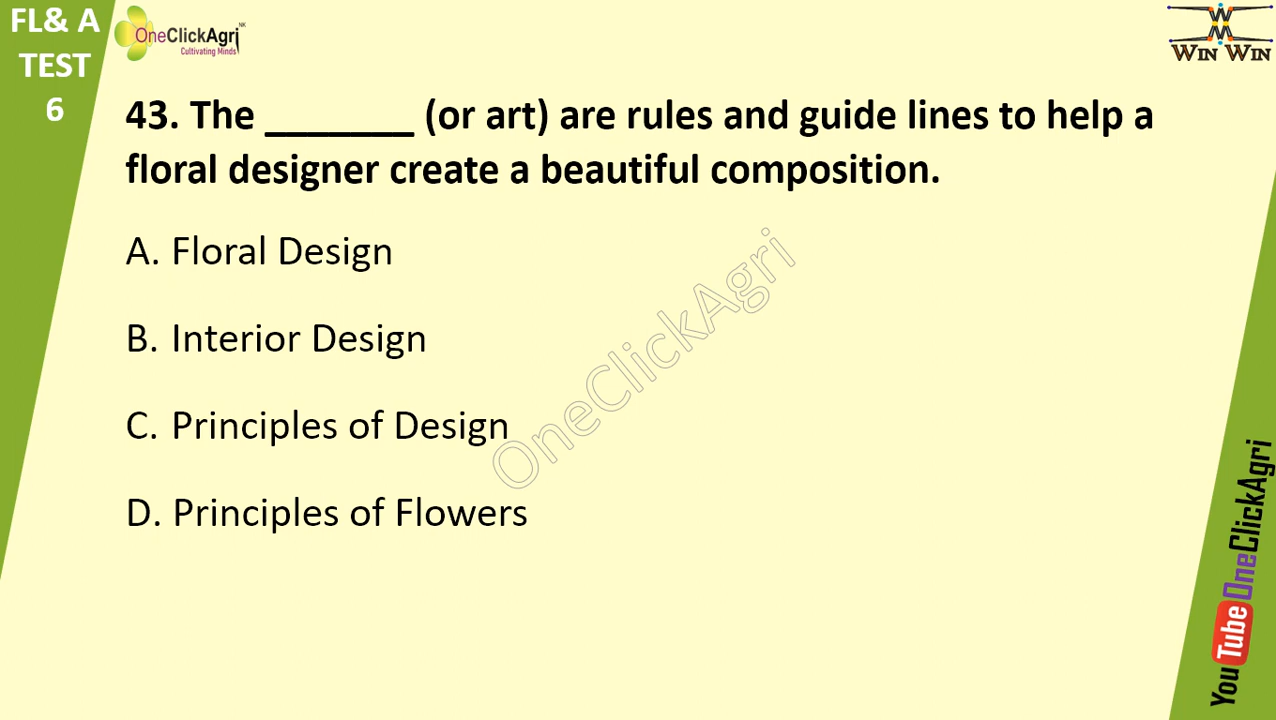 FL& A
TEST
6
OneClickAgri NK
Cultivating Minds
WIN WIN
43. The _______ (or art) are rules and guide lines to help a
floral designer create a beautiful composition.
A. Floral Design
B. Interior Design
C. Principles of Design
D. Principles of Flowers
OneClickAgri
YouTube OneClickAgri